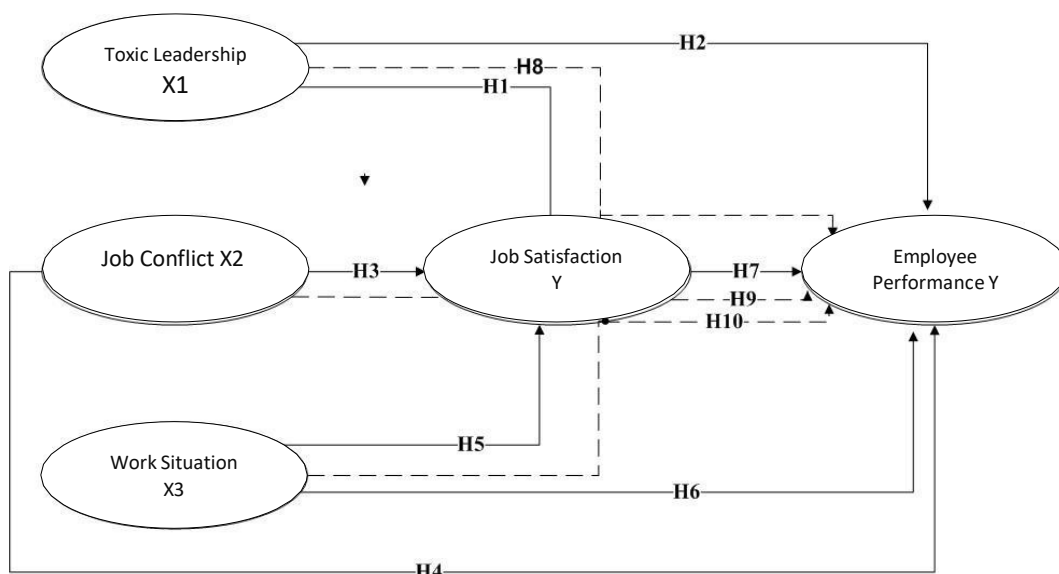 H2
Toxic Leadership
X1
H8
H1
Job Conflict X2
H3
Job Satisfaction
Y
H7
Employee
Performance Y
H9
H10
H5
Work Situation
X3
H6
H4